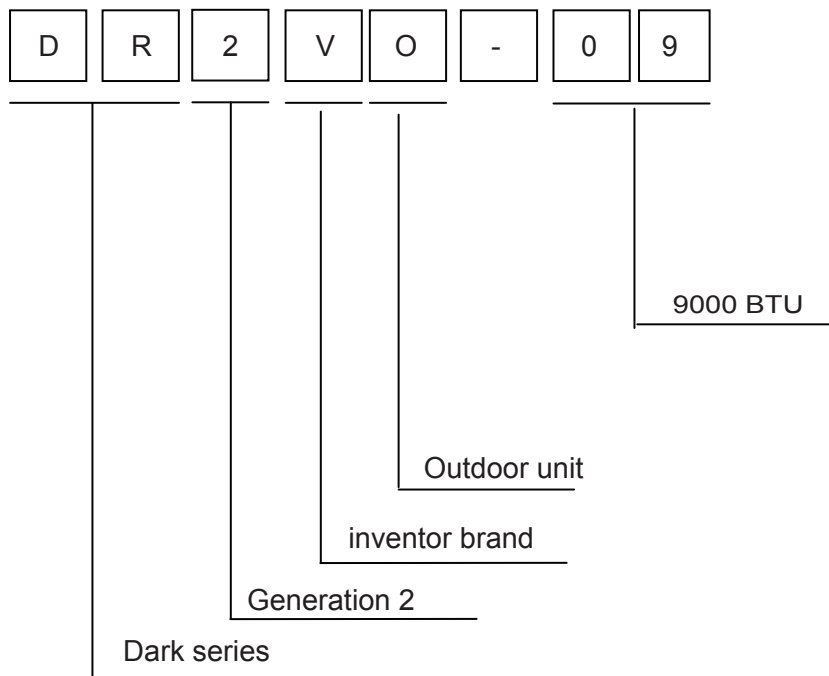 D R 2 V O - 0 9
9000 BTU
Outdoor unit
inventor brand
Generation 2
Dark series